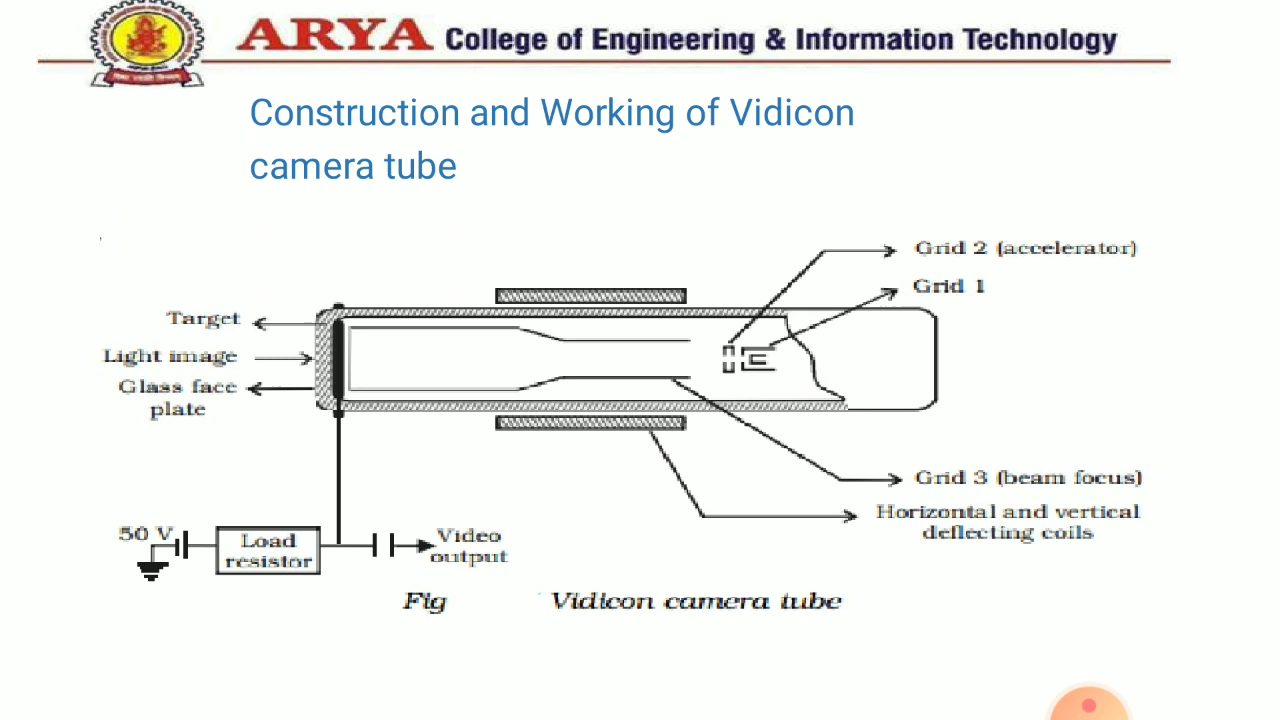 ARYA College of Engineering & Information Technology
Construction and Working of Vidicon
camera tube
Grid 2 (accelerator)
Grid 1
Target
Light image
Glass face
plate
Grid 3 (beam focus)
Horizontal and vertical
deflecting coils
50 V
Load
resistor
Video
output
Fig Vidicon camera tube